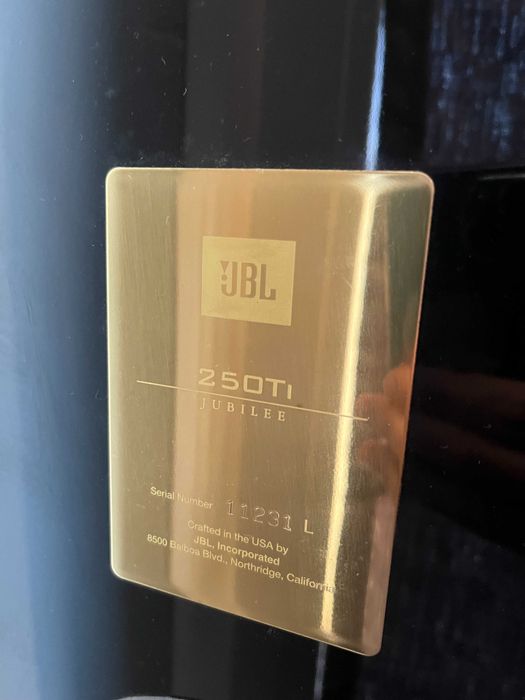 JBL
250Ti
JUBILEE
Serial Number 11231 L
Crafted in the USA by
JBL, Incorporated
8500 Balboa Blvd., Northridge, California